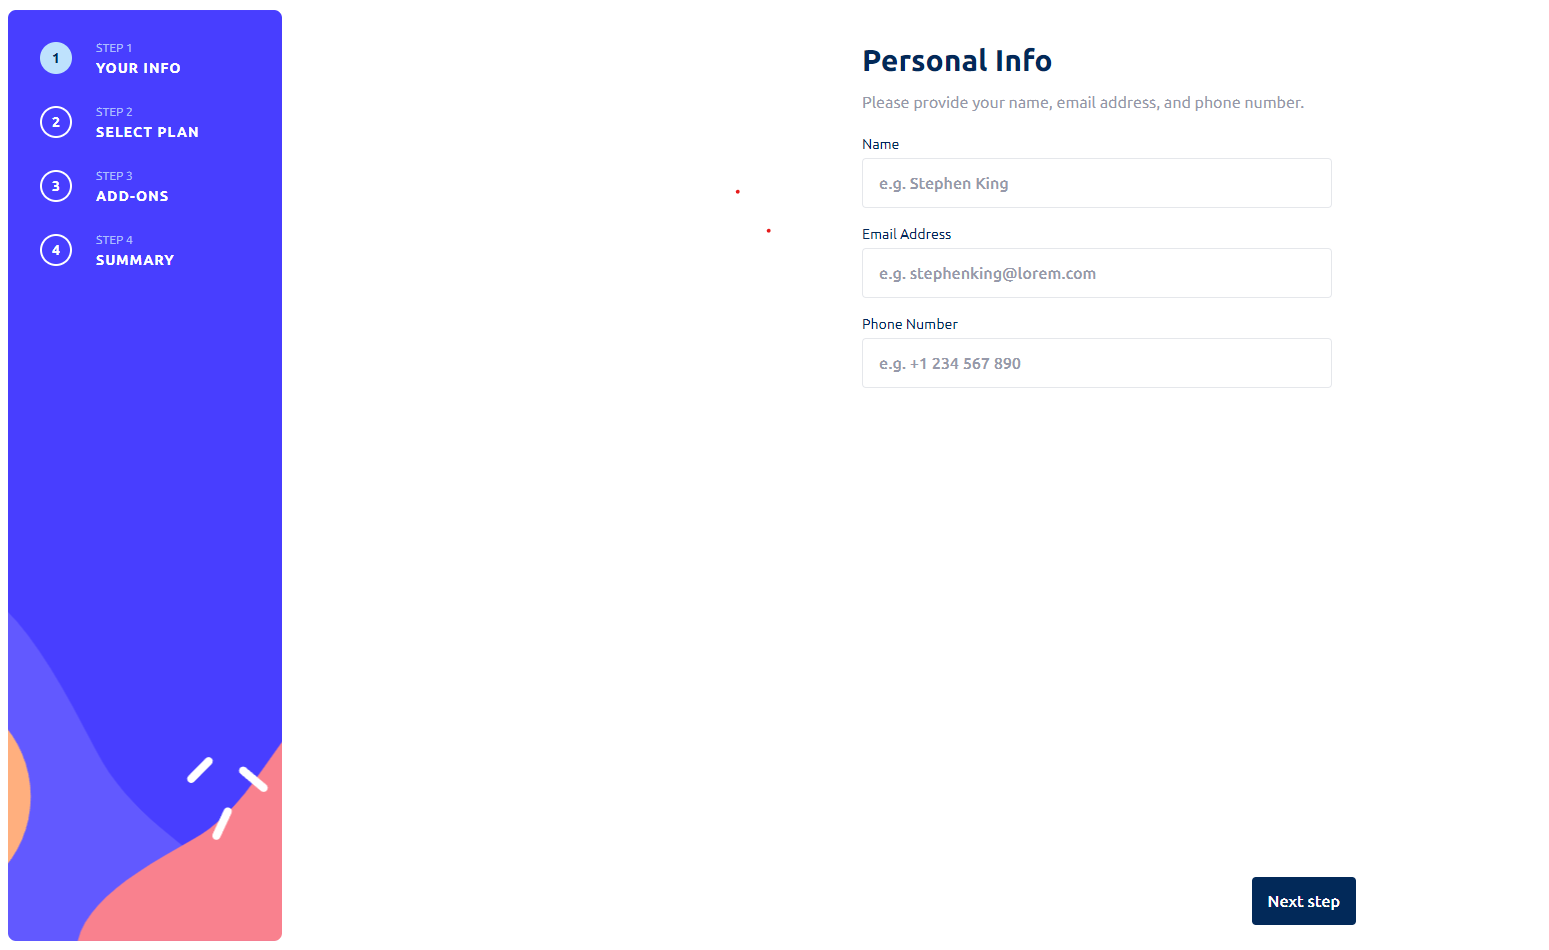 1
STEP 1
YOUR INFO
2
STEP 2
SELECT PLAN
3
STEP 3
ADD-ONS
4
STEP 4
SUMMARY
Personal Info
Please provide your name, email address, and phone number.
Name
e.g. Stephen King
Email Address
e.g. stephenking@lorem.com
Phone Number
e.g. +1 234 567 890
Next step